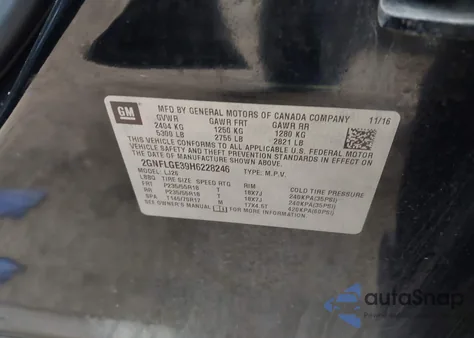 GM
MFD BY GENERAL MOTORS OF CANADA COMPANY 11/16
GVWR GAWR FRT GAWR RR
2404 KG 1250 KG 1280 KG
5300 LB 2755 LB 2821 LB
THIS VEHICLE CONFORMS TO ALL APPLICABLE U.S. FEDERAL MOTOR
VEHICLE SAFETY, BUMPER, AND THEFT PREVENTION STANDARDS IN
EFFECT ON THE DATE OF MANUFACTURE SHOWN ABOVE.
2GNFLGE39H6228246 TYPE: M.P.V.
MODEL: LJ26
TIRE SIZE SPEED RTG RIM COLD TIRE PRESSURE
FRT P235/55R18 T 18X7J 240KPA(35PSI)
RR P235/55R18 T 18X7J 240KPA(35PSI)
SPA T145/75R17 M 17X4.5T 420KPA(60PSI)
SEE OWNER'S MANUAL FOR MORE INFORMATION.
autoSnap